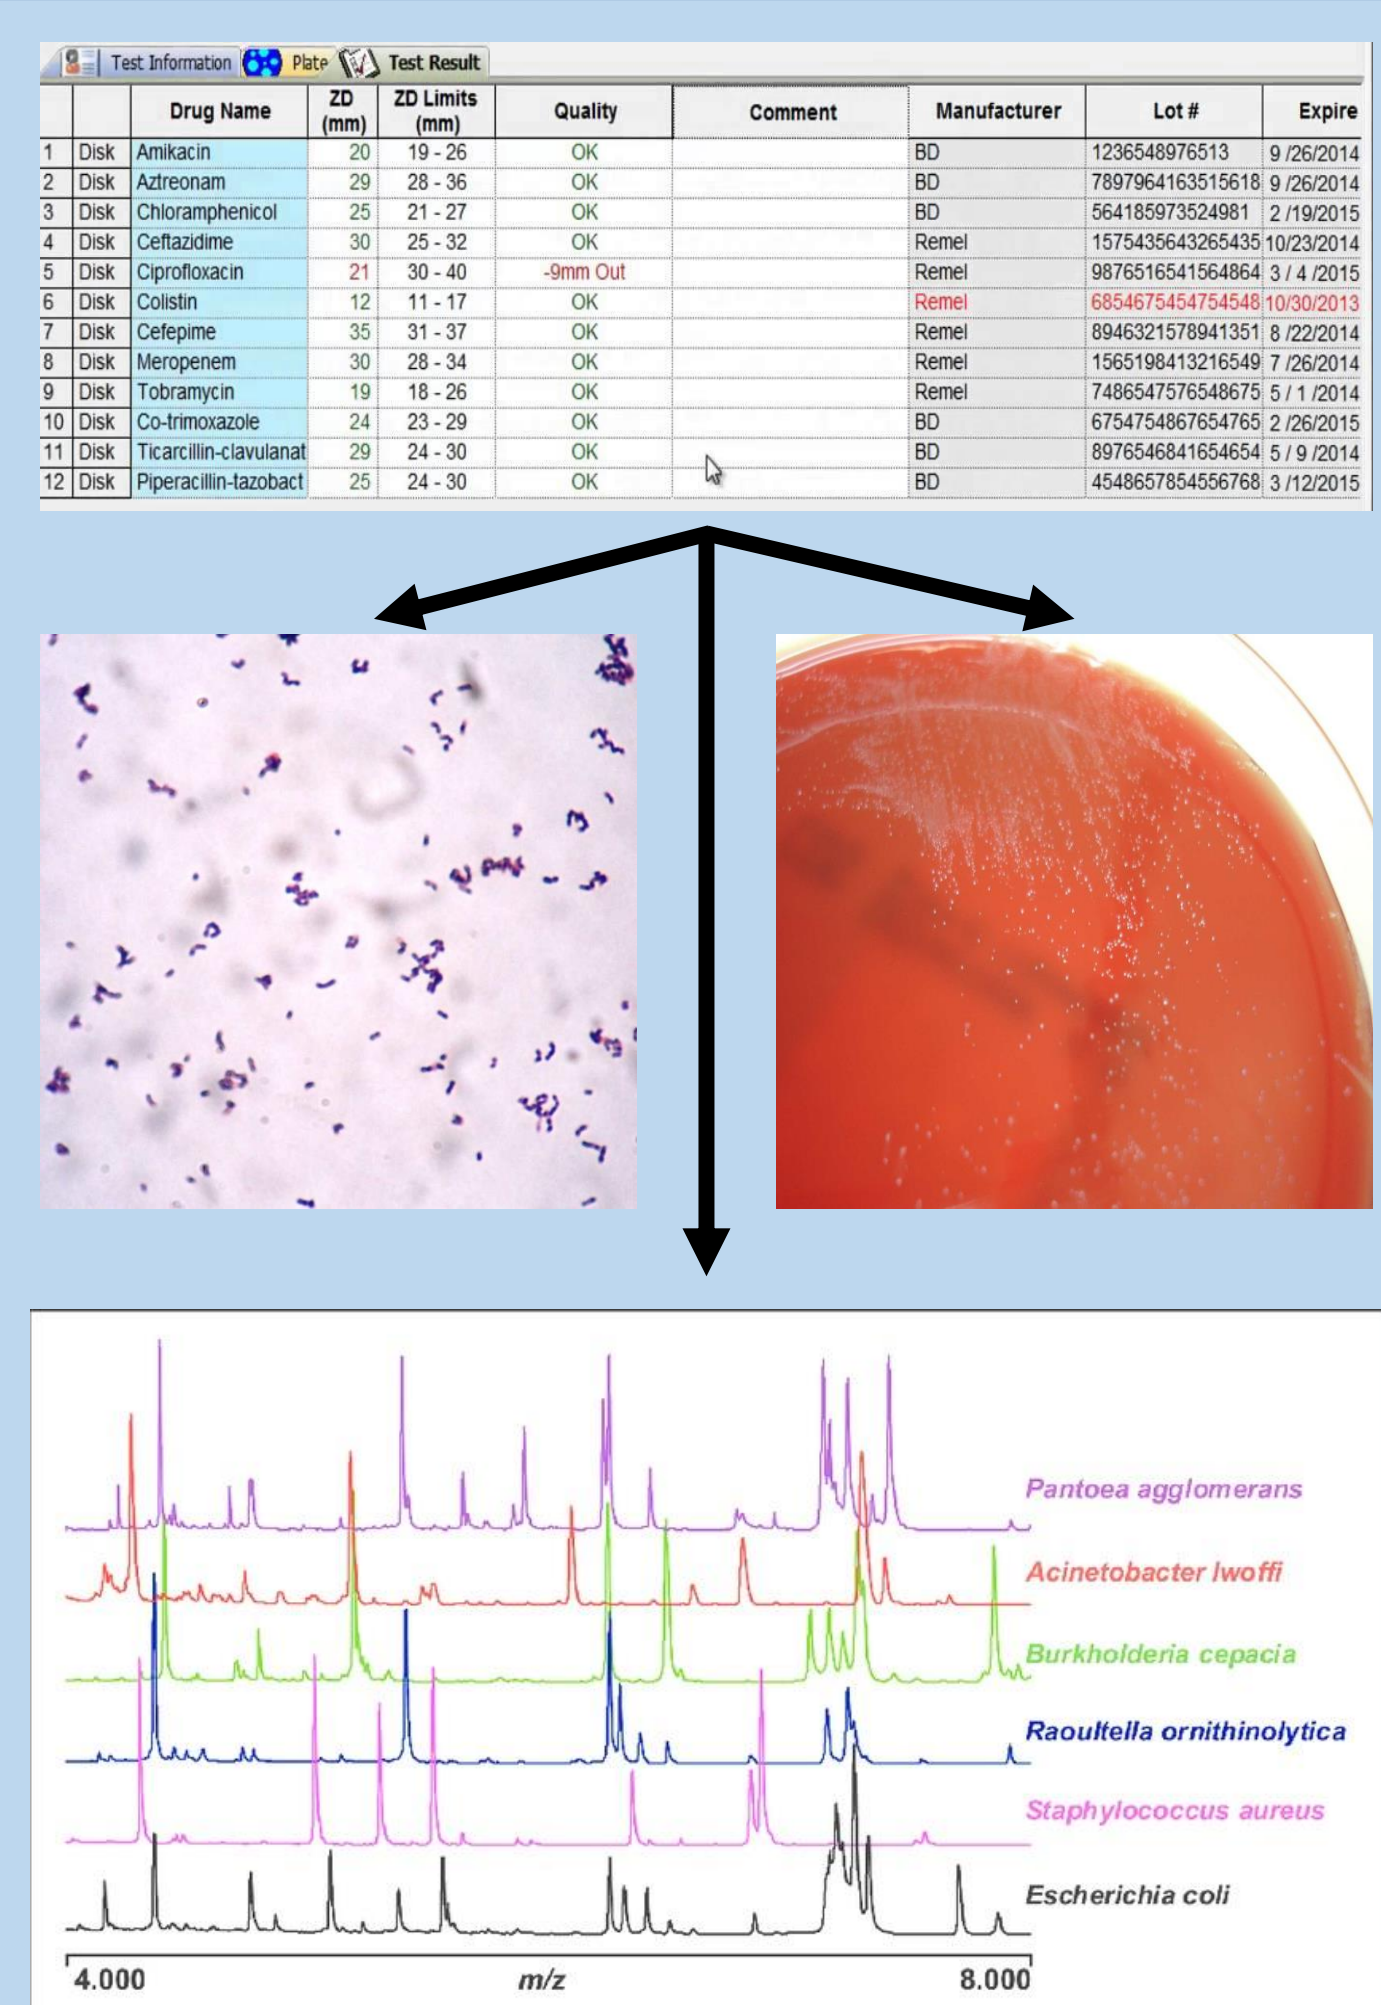 Test Information Plate Test Result
Drug Name ZD (mm) ZD Limits (mm) Quality Comment Manufacturer Lot # Expire
1 Disk Amikacin 20 19 - 26 OK BD 1236548976513 9 /26/2014
2 Disk Aztreonam 29 28 - 36 OK BD 7897964163515618 9 /26/2014
3 Disk Chloramphenicol 25 21 - 27 OK BD 564185973524981 2 /19/2015
4 Disk Ceftazidime 30 25 - 32 OK Remel 1575435643265435 10/23/2014
5 Disk Ciprofloxacin 21 30 - 40 -9mm Out Remel 9876516541564864 3 / 4 /2015
6 Disk Colistin 12 11 - 17 OK Remel 6854675454754548 10/30/2013
7 Disk Cefepime 35 31 - 37 OK Remel 8946321578941351 8 /22/2014
8 Disk Meropenem 30 28 - 34 OK Remel 1565198413216549 7 /26/2014
9 Disk Tobramycin 19 18 - 26 OK Remel 7486547576548675 5 / 1 /2014
10 Disk Co-trimoxazole 24 23 - 29 OK BD 6754754867654765 2 /26/2015
11 Disk Ticarcillin-clavulanat 29 24 - 30 OK BD 8976546841654654 5 / 9 /2014
12 Disk Piperacillin-tazobact 25 24 - 30 OK BD 4548657854556768 3 /12/2015
Pantoea agglomerans
Acinetobacter lwoffi
Burkholderia cepacia
Raoultella ornithinolytica
Staphylococcus aureus
Escherichia coli
4.000 m/z 8.000